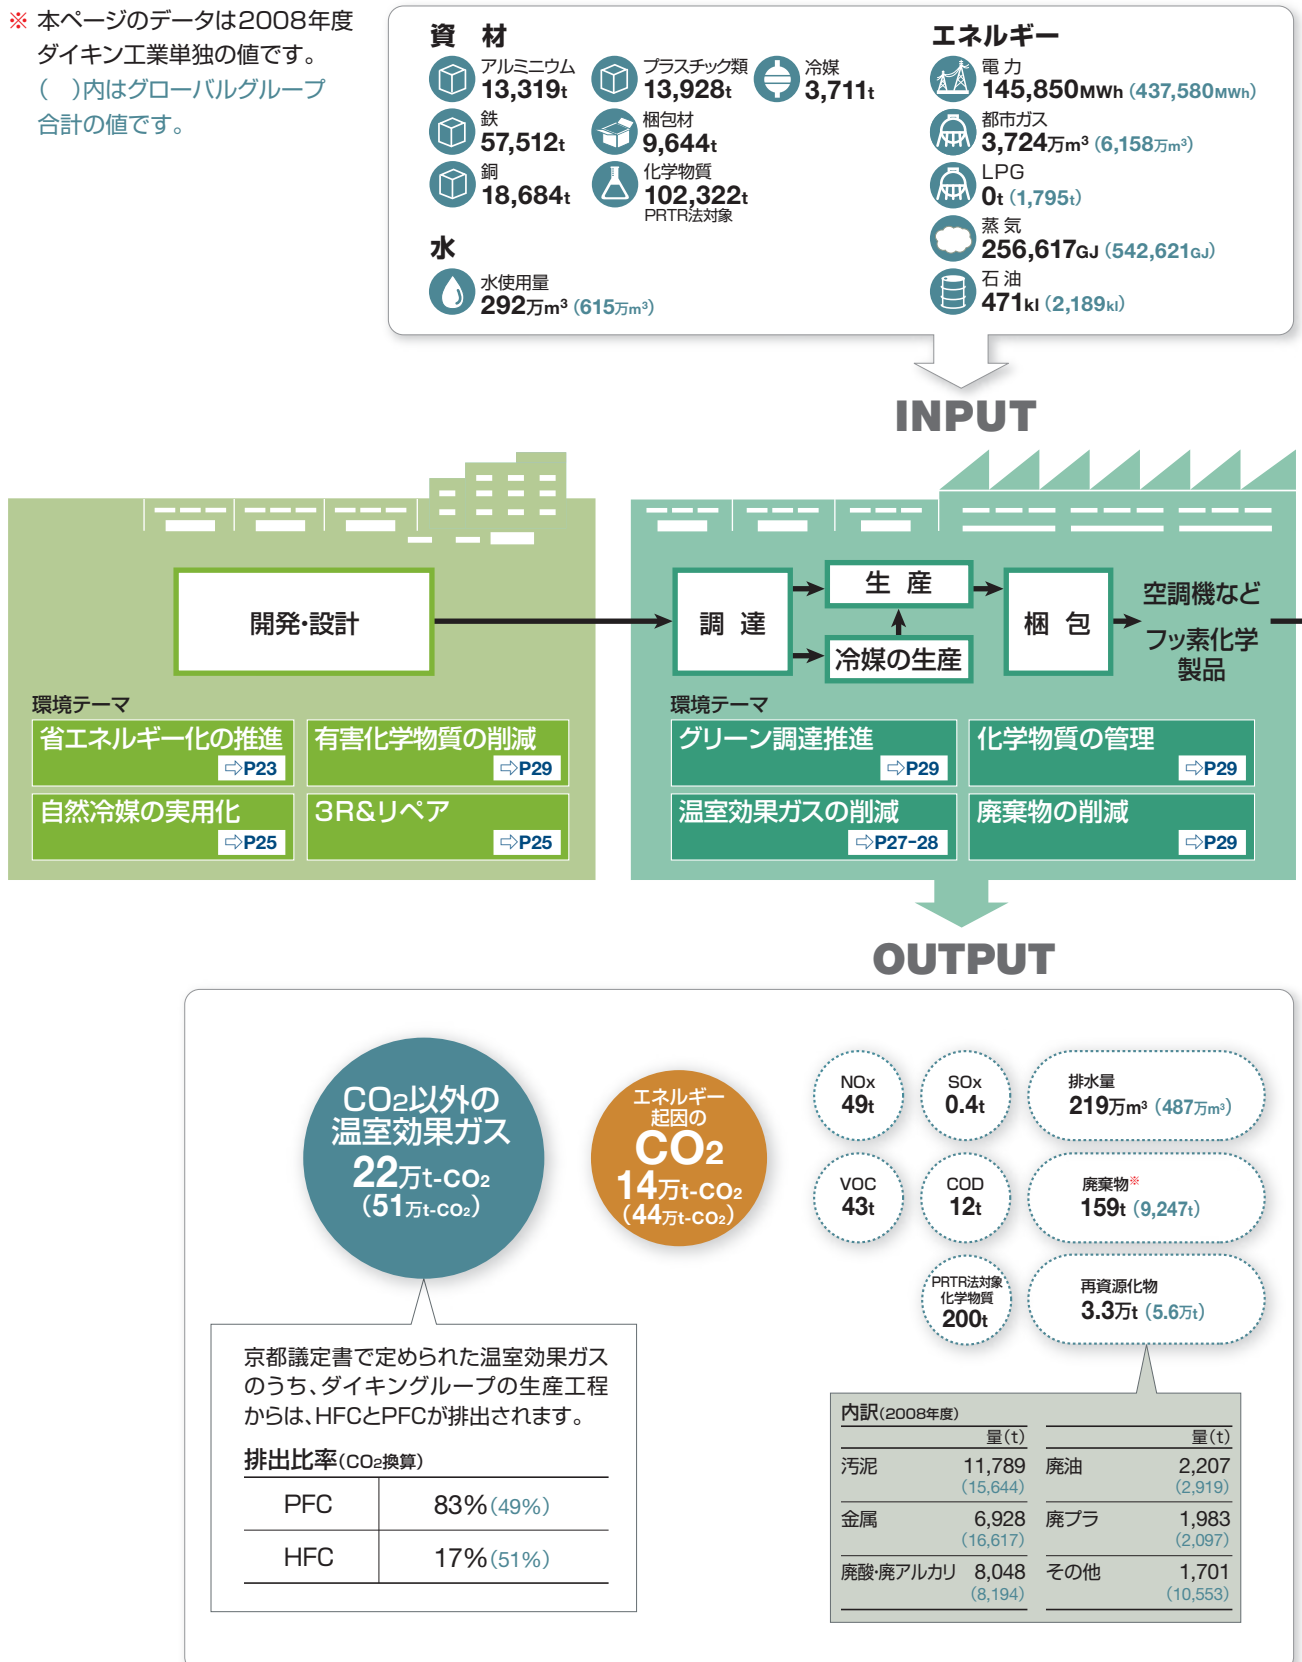 ※ 本ページのデータは2008年度
ダイキン工業単独の値です。
（　）内はグローバルグループ
合計の値です。
資 材
アルミニウム
13,319t
プラスチック類
13,928t
冷媒
3,711t
鉄
57,512t
梱包材
9,644t
銅
18,684t
化学物質
102,322t
PRTR法対象
水
水使用量
292万m³（615万m³）
エネルギー
電 力
145,850MWh（437,580MWh）
都市ガス
3,724万m³（6,158万m³）
LPG
0t（1,795t）
蒸 気
256,617GJ（542,621GJ）
石 油
471kl（2,189kl）
INPUT
開発・設計
環境テーマ
省エネルギー化の推進
⇨P23
有害化学物質の削減
⇨P29
自然冷媒の実用化
⇨P25
3R&リペア
⇨P25
調 達
生 産
冷媒の生産
梱 包
空調機など
フッ素化学
製品
環境テーマ
グリーン調達推進
⇨P29
化学物質の管理
⇨P29
温室効果ガスの削減
⇨P27-28
廃棄物の削減
⇨P29
OUTPUT
CO₂以外の
温室効果ガス
22万t-CO₂
（51万t-CO₂）
エネルギー
起因の
CO₂
14万t-CO₂
（44万t-CO₂）
NOx
49t
SOx
0.4t
排水量
219万m³（487万m³）
VOC
43t
COD
12t
廃棄物※
159t（9,247t）
PRTR法対象
化学物質
200t
再資源化物
3.3万t（5.6万t）
京都議定書で定められた温室効果ガス
のうち、ダイキングループの生産工程
からは、HFCとPFCが排出されます。
排出比率（CO₂換算）
PFC 83%（49%）
HFC 17%（51%）
内訳（2008年度）
量(t) 量(t)
汚泥 11,789 廃油 2,207
（15,644） （2,919）
金属 6,928 廃プラ 1,983
（16,617） （2,097）
廃酸・廃アルカリ 8,048 その他 1,701
（8,194） （10,553）